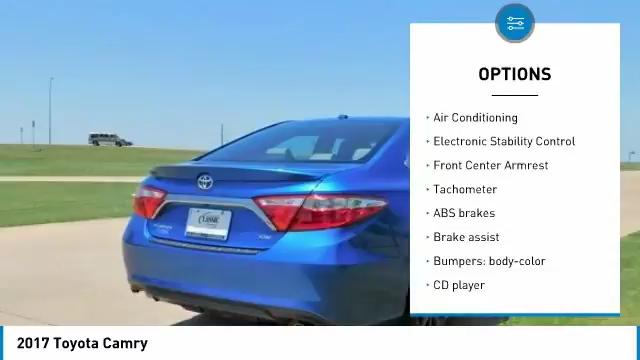 OPTIONS
Air Conditioning
Electronic Stability Control
Front Center Armrest
Tachometer
ABS brakes
Brake assist
Bumpers: body-color
CD player
CLASSIC
2017 Toyota Camry